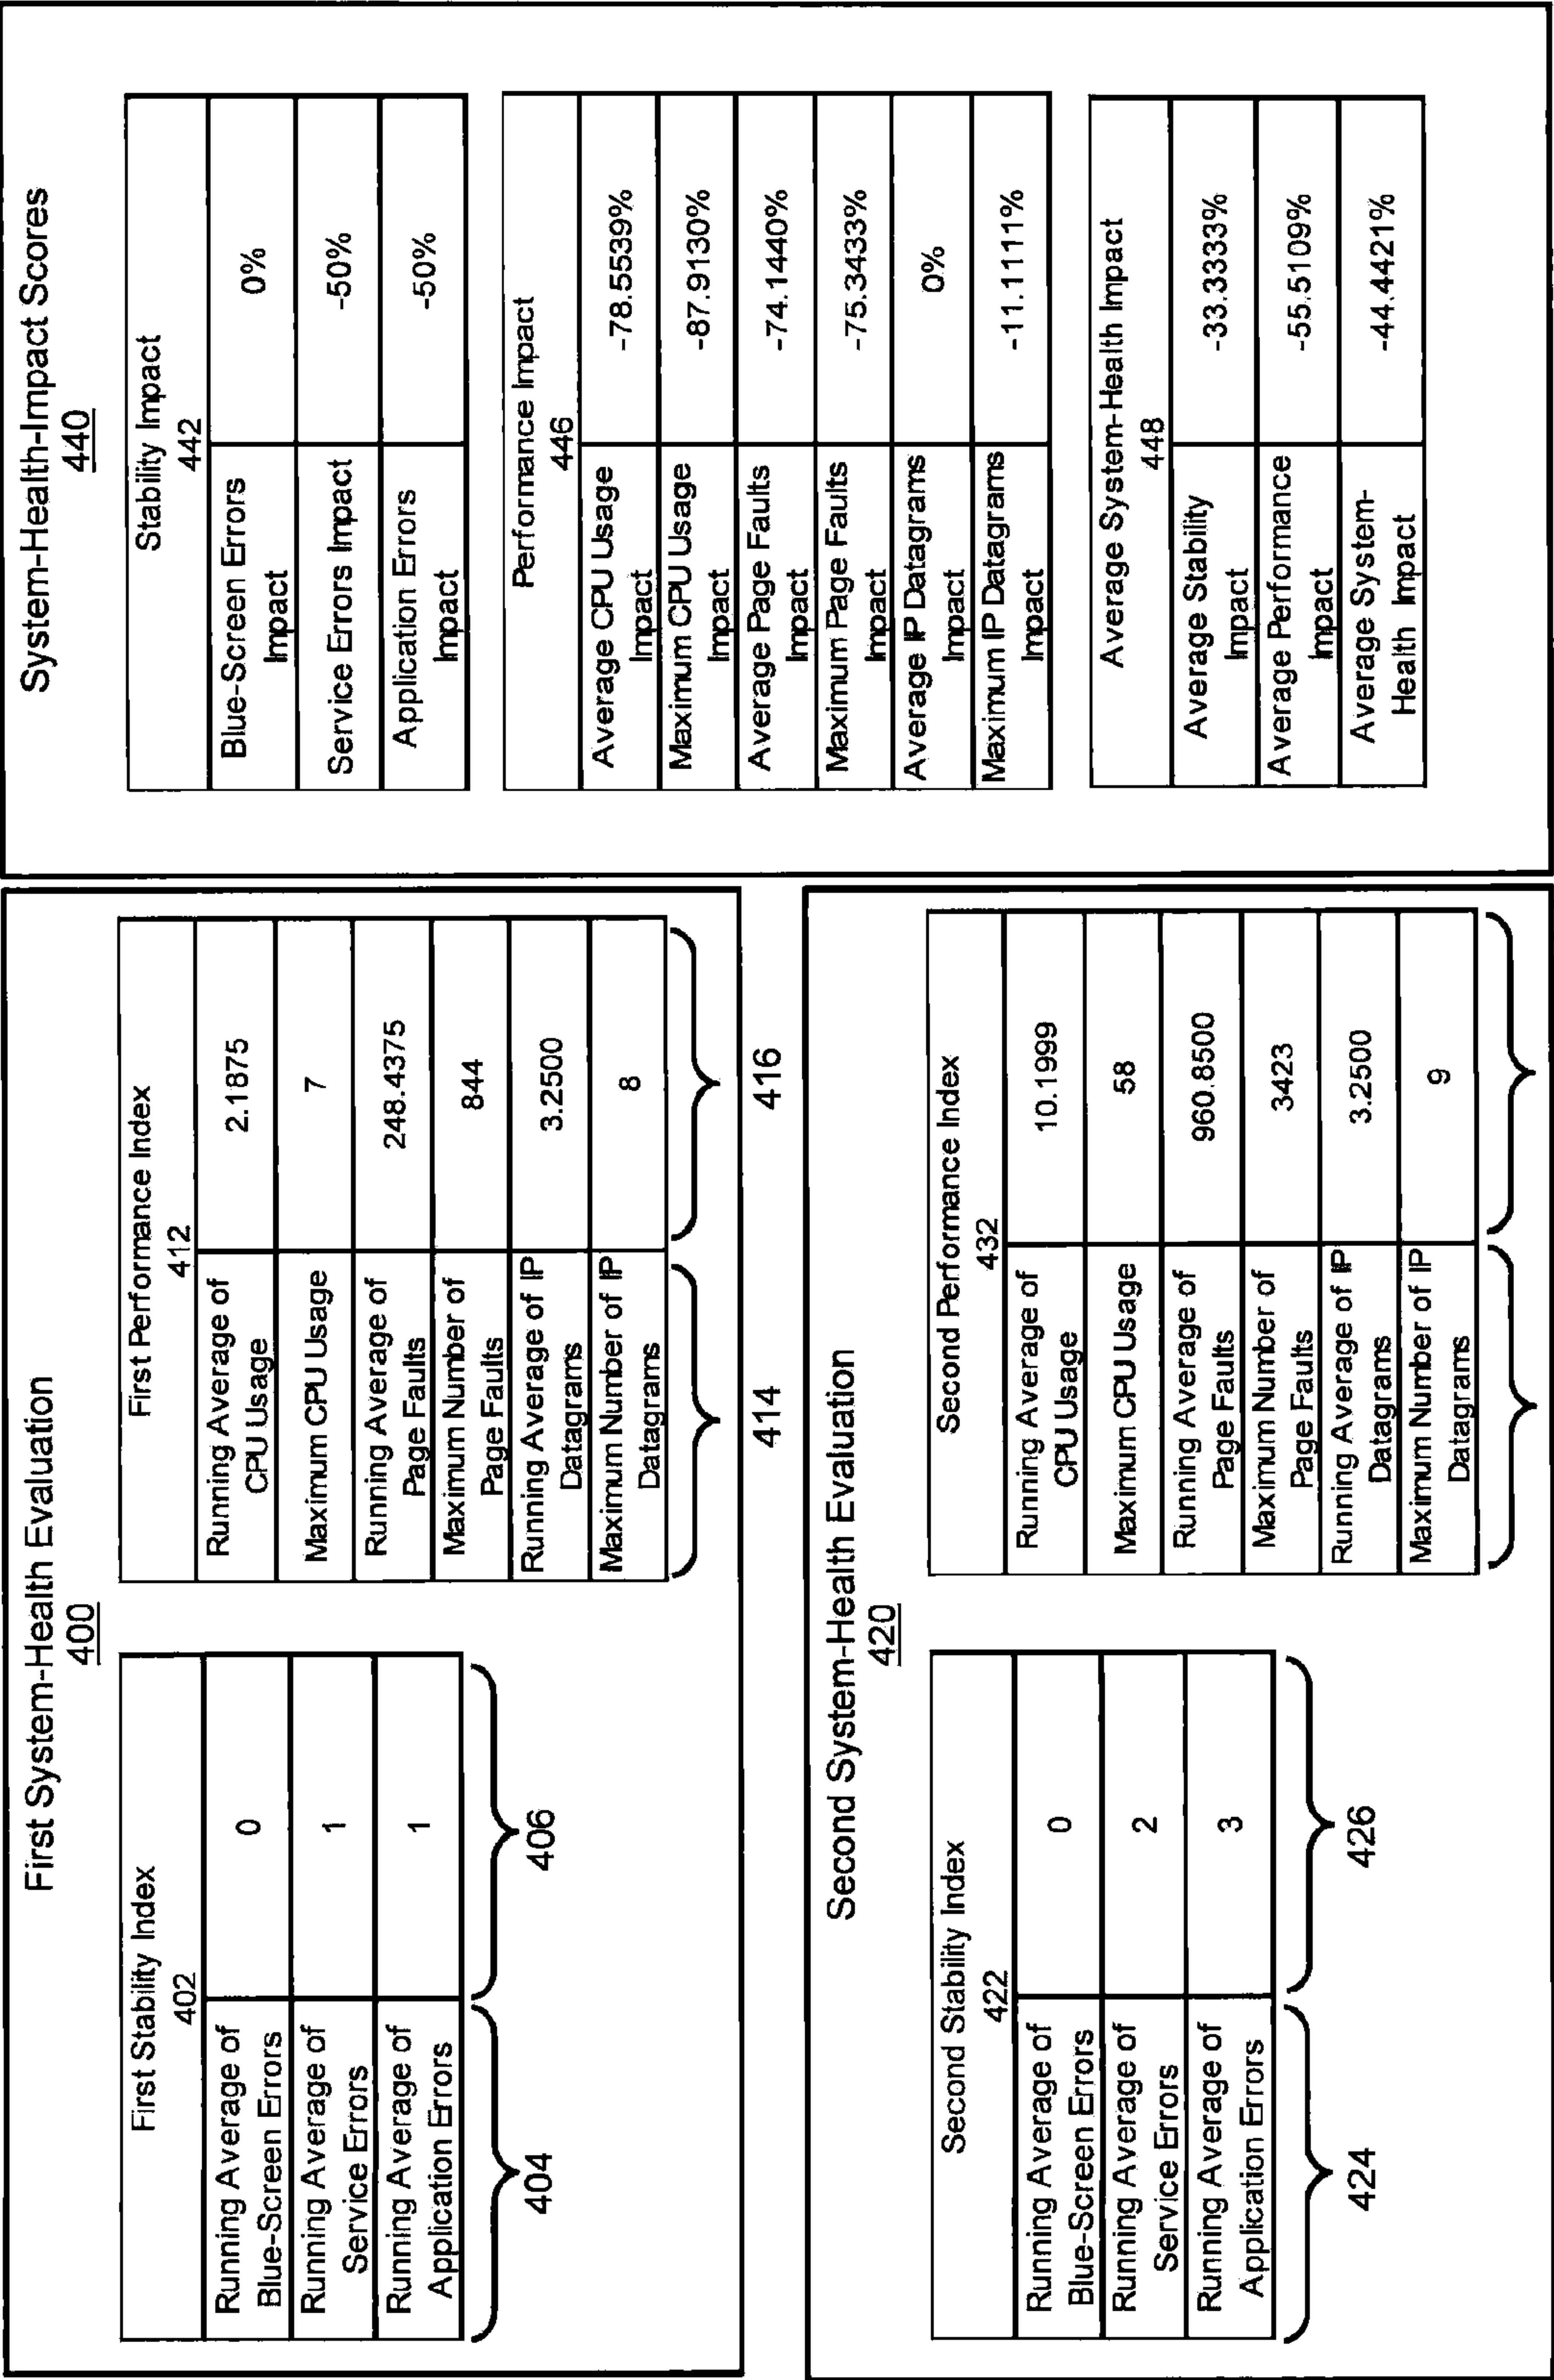 First System-Health Evaluation
400
First Stability Index
402
Running Average of
Blue-Screen Errors
0
Running Average of
Service Errors
1
Running Average of
Application Errors
1
404
406
First Performance Index
412
Running Average of
CPU Usage
2.1875
Maximum CPU Usage
7
Running Average of
Page Faults
248.4375
Maximum Number of
Page Faults
844
Running Average of IP
Datagrams
3.2500
Maximum Number of IP
Datagrams
8
414
416
Second System-Health Evaluation
420
Second Stability Index
422
Running Average of
Blue-Screen Errors
0
Running Average of
Service Errors
2
Running Average of
Application Errors
3
424
426
Second Performance Index
432
Running Average of
CPU Usage
10.1999
Maximum CPU Usage
58
Running Average of
Page Faults
960.8500
Maximum Number of
Page Faults
3423
Running Average of IP
Datagrams
3.2500
Maximum Number of IP
Datagrams
9
System-Health-Impact Scores
440
Stability Impact
442
Blue-Screen Errors
Impact
0%
Service Errors Impact
-50%
Application Errors
Impact
-50%
Performance Impact
446
Average CPU Usage
Impact
-78.5539%
Maximum CPU Usage
Impact
-87.9130%
Average Page Faults
Impact
-74.1440%
Maximum Page Faults
Impact
-75.3433%
Average IP Datagrams
Impact
0%
Maximum IP Datagrams
Impact
-11.1111%
Average System-Health Impact
448
Average Stability
Impact
-33.3333%
Average Performance
Impact
-55.5109%
Average System-
Health Impact
-44.4421%